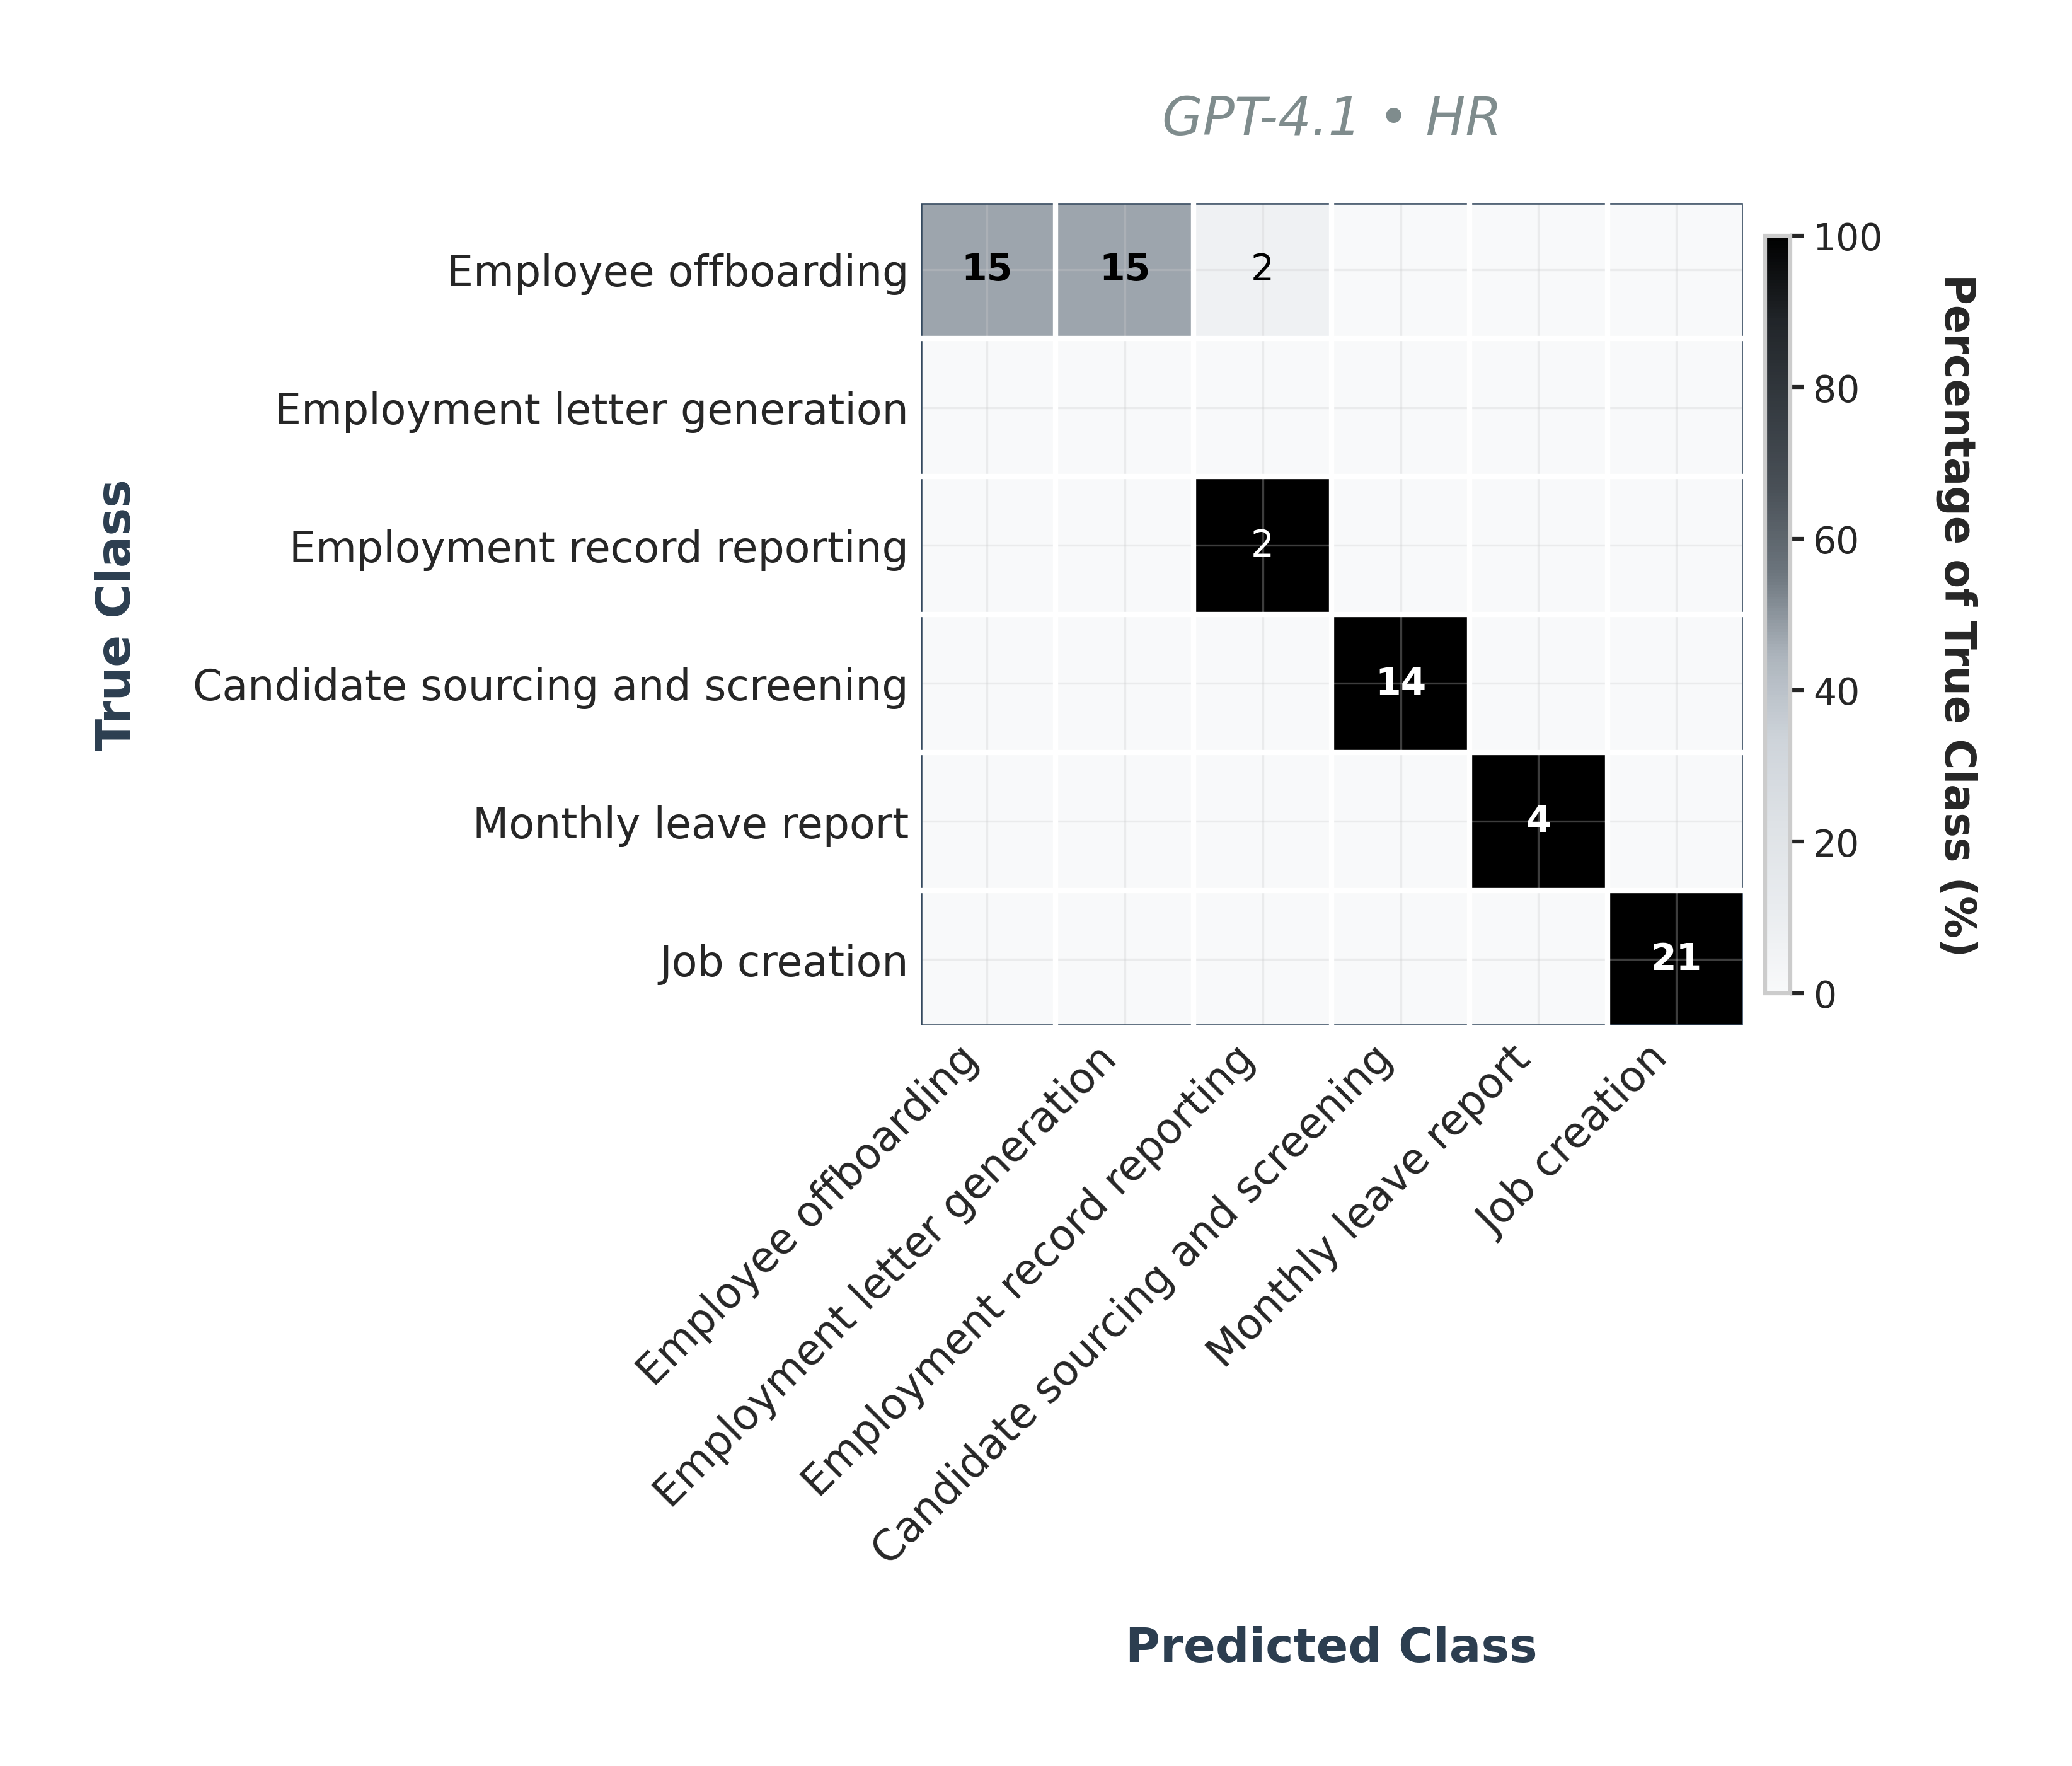 GPT-4.1 • HR
True Class
Employee offboarding 15 15 2
Employment letter generation
Employment record reporting 2
Candidate sourcing and screening 14
Monthly leave report 4
Job creation 21
Employee offboarding
Employment letter generation
Employment record reporting
Candidate sourcing and screening
Monthly leave report
Job creation
Predicted Class
100
80
60
40
20
0
Percentage of True Class (%)